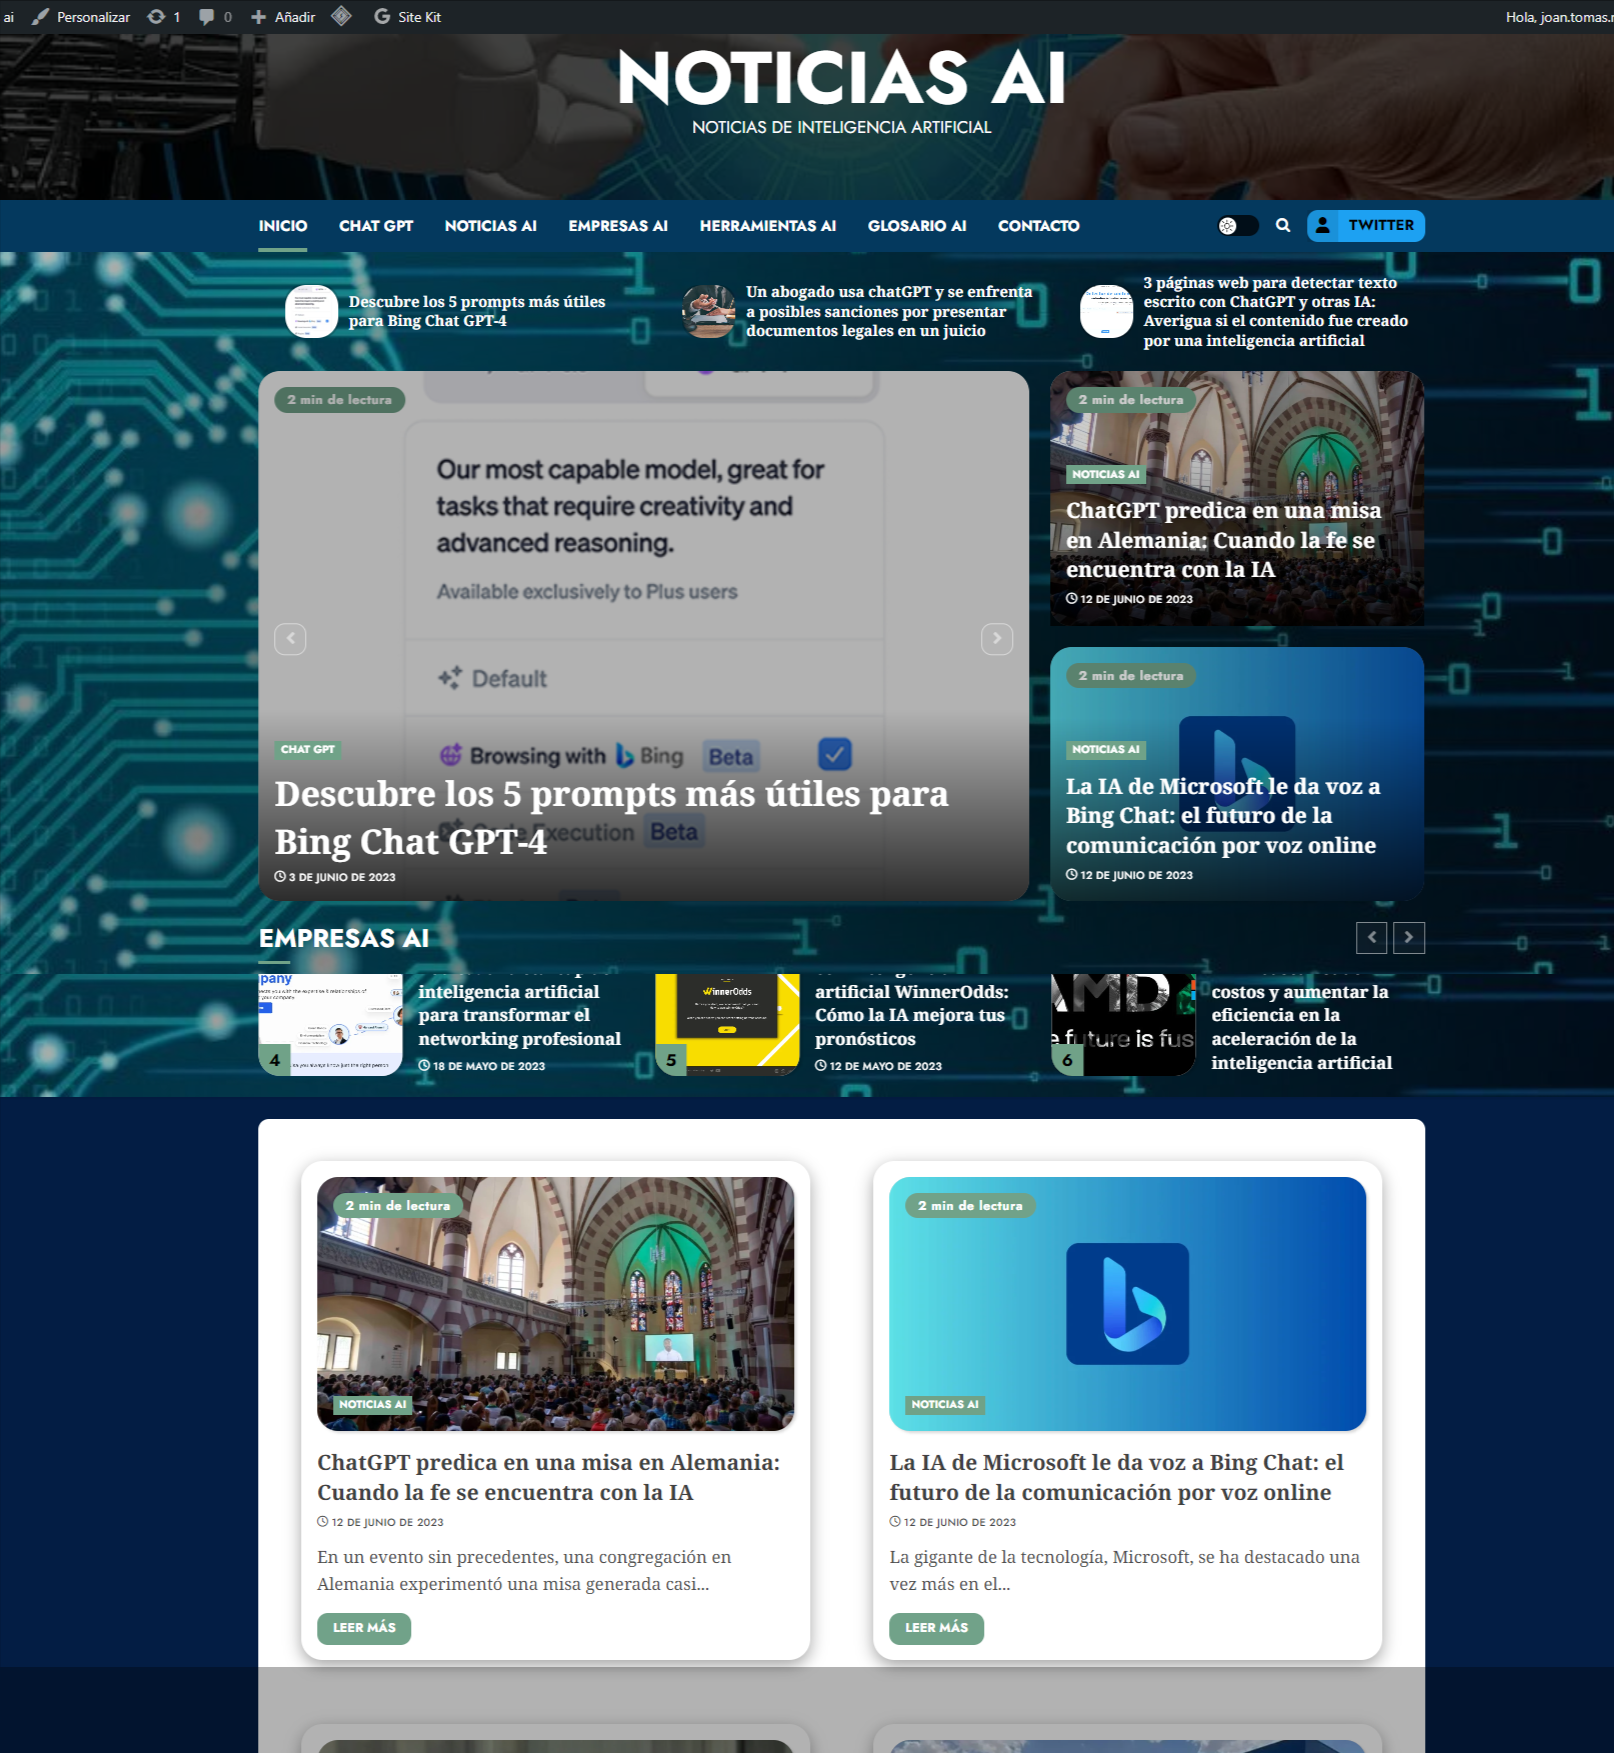 ai Personalizar 1 0 Añadir Site Kit Hola, joan.tomas.r
NOTICIAS AI
NOTICIAS DE INTELIGENCIA ARTIFICIAL
INICIO CHAT GPT NOTICIAS AI EMPRESAS AI HERRAMIENTAS AI GLOSARIO AI CONTACTO TWITTER
Descubre los 5 prompts más útiles
para Bing Chat GPT-4
Un abogado usa chatGPT y se enfrenta
a posibles sanciones por presentar
documentos legales en un juicio
3 páginas web para detectar texto
escrito con ChatGPT y otras IA:
Averigua si el contenido fue creado
por una inteligencia artificial
2 min de lectura
Our most capable model, great for
tasks that require creativity and
advanced reasoning.
Available exclusively to Plus users
Default
Browsing with Bing Beta
CHAT GPT
Descubre los 5 prompts más útiles para
Bing Chat GPT-4
Execution Beta
3 DE JUNIO DE 2023
2 min de lectura
NOTICIAS AI
ChatGPT predica en una misa
en Alemania: Cuando la fe se
encuentra con la IA
12 DE JUNIO DE 2023
2 min de lectura
NOTICIAS AI
La IA de Microsoft le da voz a
Bing Chat: el futuro de la
comunicación por voz online
12 DE JUNIO DE 2023
EMPRESAS AI
pany
4
inteligencia artificial
para transformar el
networking profesional
18 DE MAYO DE 2023
WinnerOdds
5
artificial WinnerOdds:
Cómo la IA mejora tus
pronósticos
12 DE MAYO DE 2023
AMD
e future is fus
6
costos y aumentar la
eficiencia en la
aceleración de la
inteligencia artificial
2 min de lectura
NOTICIAS AI
ChatGPT predica en una misa en Alemania:
Cuando la fe se encuentra con la IA
12 DE JUNIO DE 2023
En un evento sin precedentes, una congregación en
Alemania experimentó una misa generada casi...
LEER MÁS
2 min de lectura
NOTICIAS AI
La IA de Microsoft le da voz a Bing Chat: el
futuro de la comunicación por voz online
12 DE JUNIO DE 2023
La gigante de la tecnología, Microsoft, se ha destacado una
vez más en el...
LEER MÁS